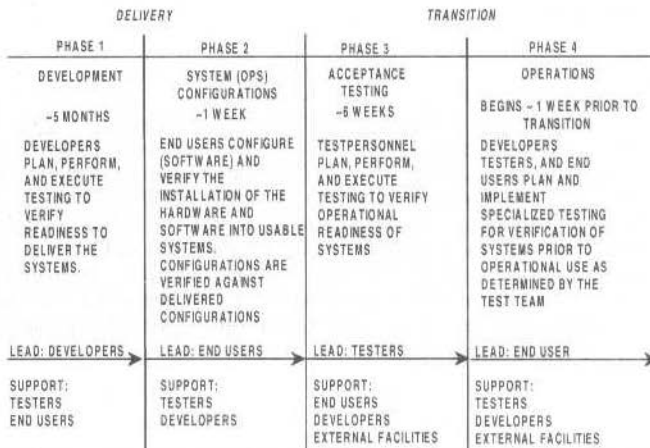 DELIVERY
TRANSITION
PHASE 1
PHASE 2
PHASE 3
PHASE 4
DEVELOPMENT
~5 MONTHS
DEVELOPERS
PLAN, PERFORM,
AND EXECUTE
TESTING TO
VERIFY
READINESS TO
DELIVER THE
SYSTEMS.
SYSTEM (OPS)
CONFIGURATIONS
~1 WEEK
END USERS CONFIGURE
(SOFTWARE) AND
VERIFY THE
INSTALLATION OF THE
HARDWARE AND
SOFTWARE INTO USABLE
SYSTEMS.
CONFIGURATIONS ARE
VERIFIED AGAINST
DELIVERED
CONFIGURATIONS
ACCEPTANCE
TESTING
~6 WEEKS
TESTPERSONNEL
PLAN, PERFORM,
AND EXECUTE
TESTING TO VERIFY
OPERATIONAL
READINESS OF
SYSTEMS
OPERATIONS
BEGINS ~1 WEEK PRIOR TO
TRANSITION
DEVELOPERS
TESTERS, AND END
USERS PLAN AND
IMPLEMENT
SPECIALIZED TESTING
FOR VERIFICATION OF
SYSTEMS PRIOR TO
OPERATIONAL USE AS
DETERMINED BY THE
TEST TEAM
LEAD: DEVELOPERS
LEAD: END USERS
LEAD: TESTERS
LEAD: END USER
SUPPORT:
TESTERS
END USERS
SUPPORT:
TESTERS
DEVELOPERS
SUPPORT:
END USERS
DEVELOPERS
EXTERNAL FACILITIES
SUPPORT:
TESTERS
DEVELOPERS
EXTERNAL FACILITIES